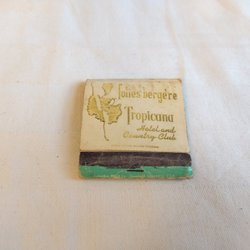 folies bergère
Tropicana
Hotel and
Country Club